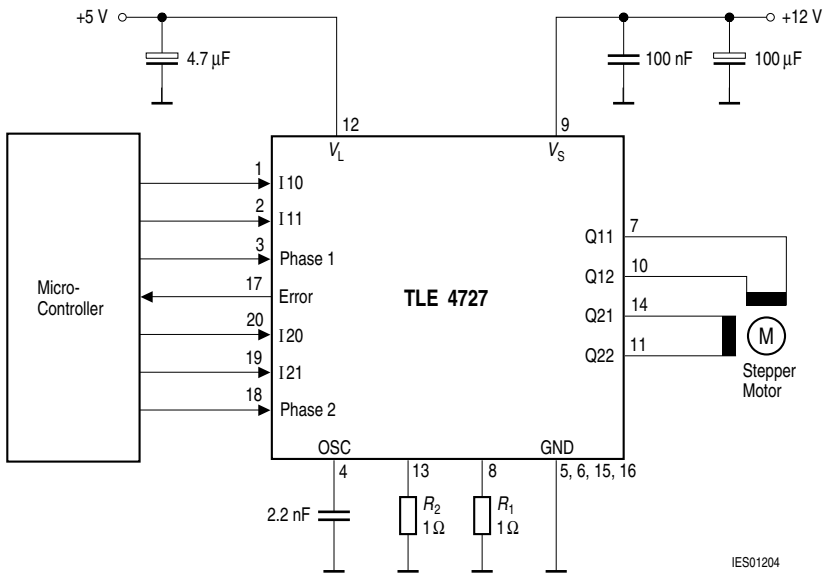 +5 V
+12 V
4.7 µF
100 nF
100 µF
12
9
V_L
V_S
1
I10
2
I11
3
Phase 1
17
Error
20
I20
19
I21
18
Phase 2
Micro-
Controller
TLE 4727
Q11
7
Q12
10
Q21
14
Q22
11
M
Stepper
Motor
OSC
GND
4
13
8
5, 6, 15, 16
2.2 nF
R_2
1 Ω
R_1
1 Ω
IES01204